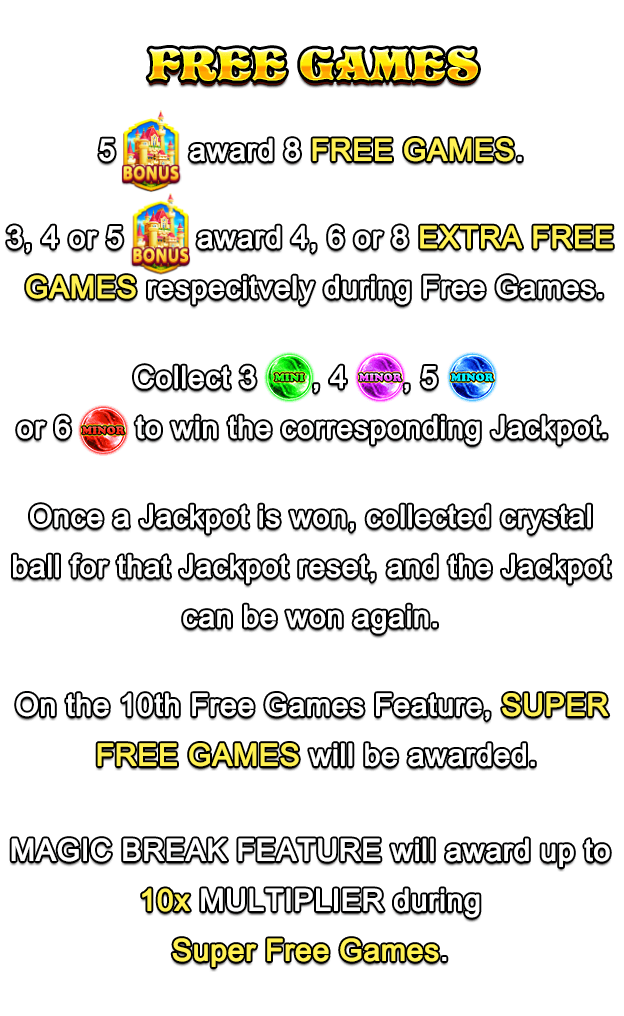 FREE GAMES
5 BONUS award 8 FREE GAMES.
3, 4 or 5 BONUS award 4, 6 or 8 EXTRA FREE
GAMES respecitvely during Free Games.
Collect 3 MINI, 4 MINOR, 5 MINOR
or 6 MINOR to win the corresponding Jackpot.
Once a Jackpot is won, collected crystal
ball for that Jackpot reset, and the Jackpot
can be won again.
On the 10th Free Games Feature, SUPER
FREE GAMES will be awarded.
MAGIC BREAK FEATURE will award up to
10x MULTIPLIER during
Super Free Games.